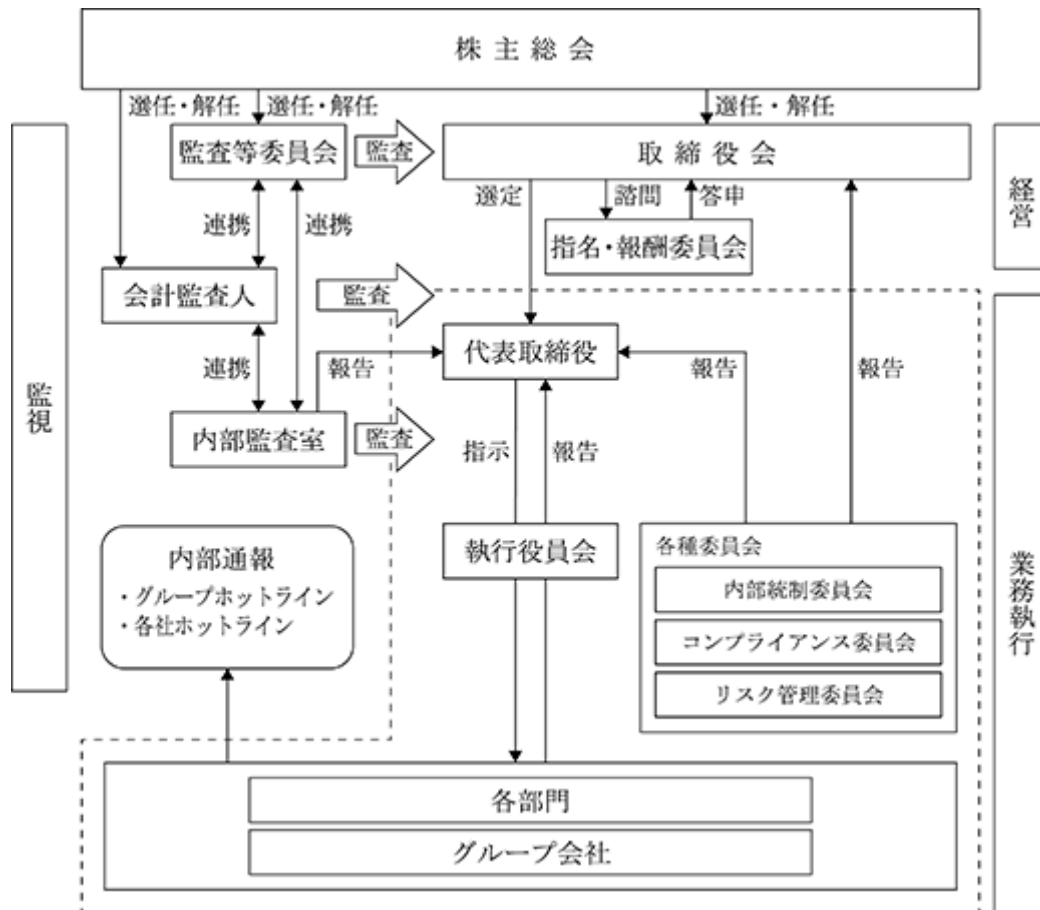 株主総会
選任・解任
選任・解任
選任・解任
監査等委員会
監査
取締役会
経営
連携
連携
選定
諮問
答申
指名・報酬委員会
会計監査人
監査
監視
連携
報告
代表取締役
報告
報告
内部監査室
監査
指示
報告
執行役員会
各種委員会
内部統制委員会
コンプライアンス委員会
リスク管理委員会
業務執行
内部通報
・グループホットライン
・各社ホットライン
各部門
グループ会社